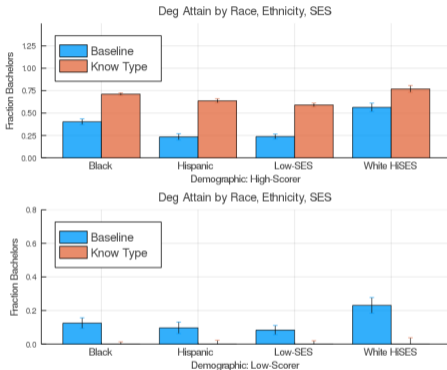 Deg Attain by Race, Ethnicity, SES
Fraction Bachelors
1.25
1.00
0.75
0.50
0.25
0.00
Baseline
Know Type
Black Hispanic Low-SES White HiSES
Demographic: High-Scorer
Deg Attain by Race, Ethnicity, SES
Fraction Bachelors
0.8
0.6
0.4
0.2
0.0
Baseline
Know Type
Black Hispanic Low-SES White HiSES
Demographic: Low-Scorer